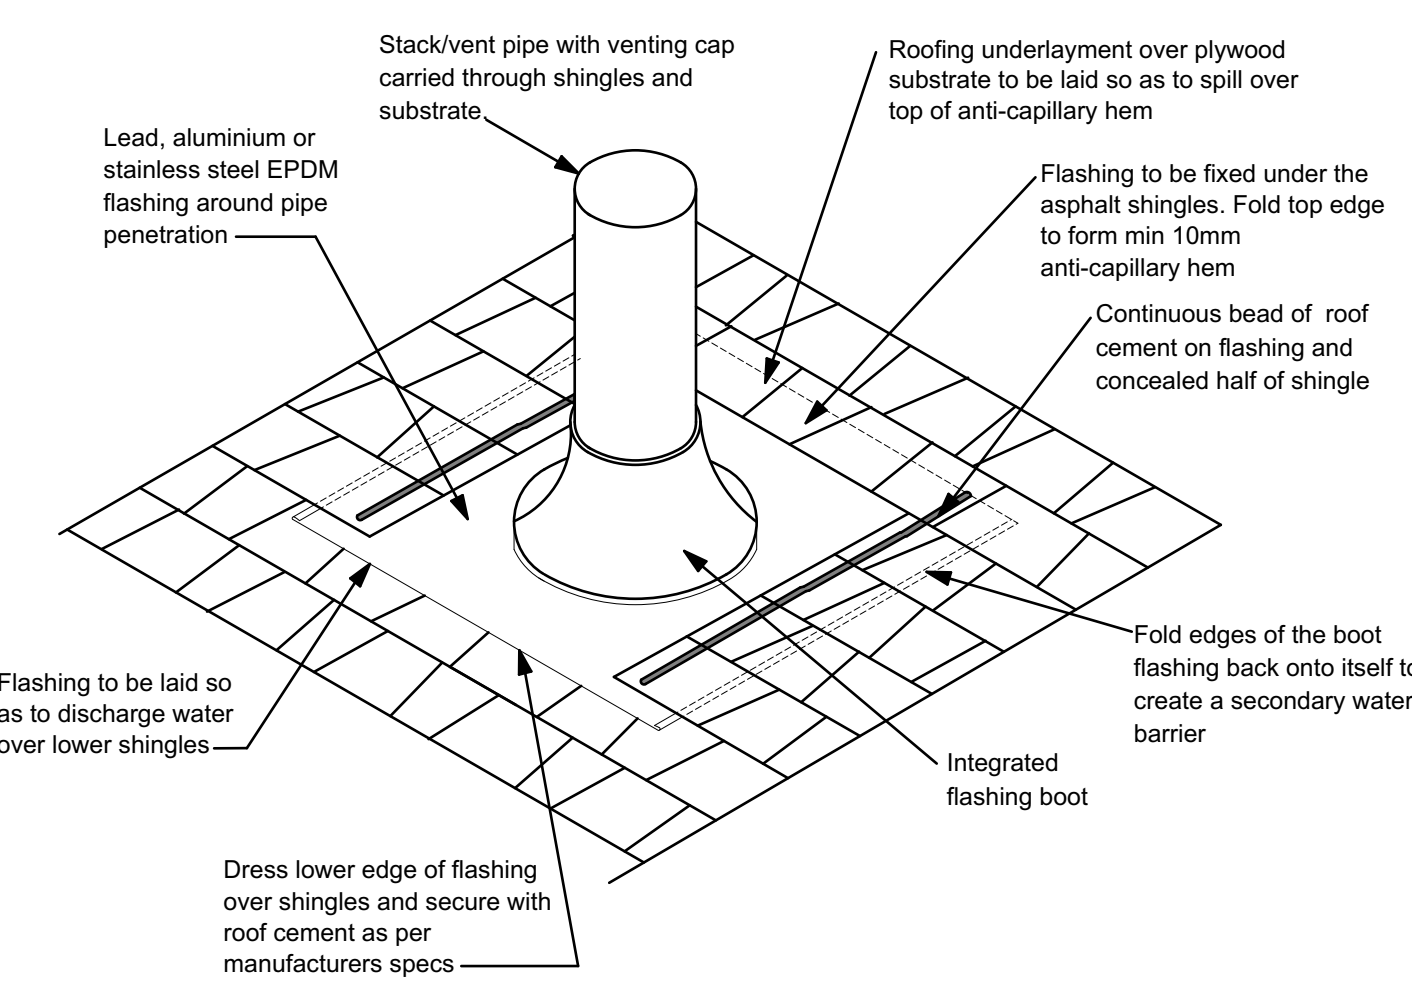 Stack/vent pipe with venting cap
carried through shingles and
substrate
Roofing underlayment over plywood
substrate to be laid so as to spill over
top of anti-capillary hem
Lead, aluminium or
stainless steel EPDM
flashing around pipe
penetration
Flashing to be fixed under the
asphalt shingles. Fold top edge
to form min 10mm
anti-capillary hem
Continuous bead of roof
cement on flashing and
concealed half of shingle
Fold edges of the boot
flashing back onto itself to
create a secondary water
barrier
Flashing to be laid so
as to discharge water
over lower shingles
Integrated
flashing boot
Dress lower edge of flashing
over shingles and secure with
roof cement as per
manufacturers specs